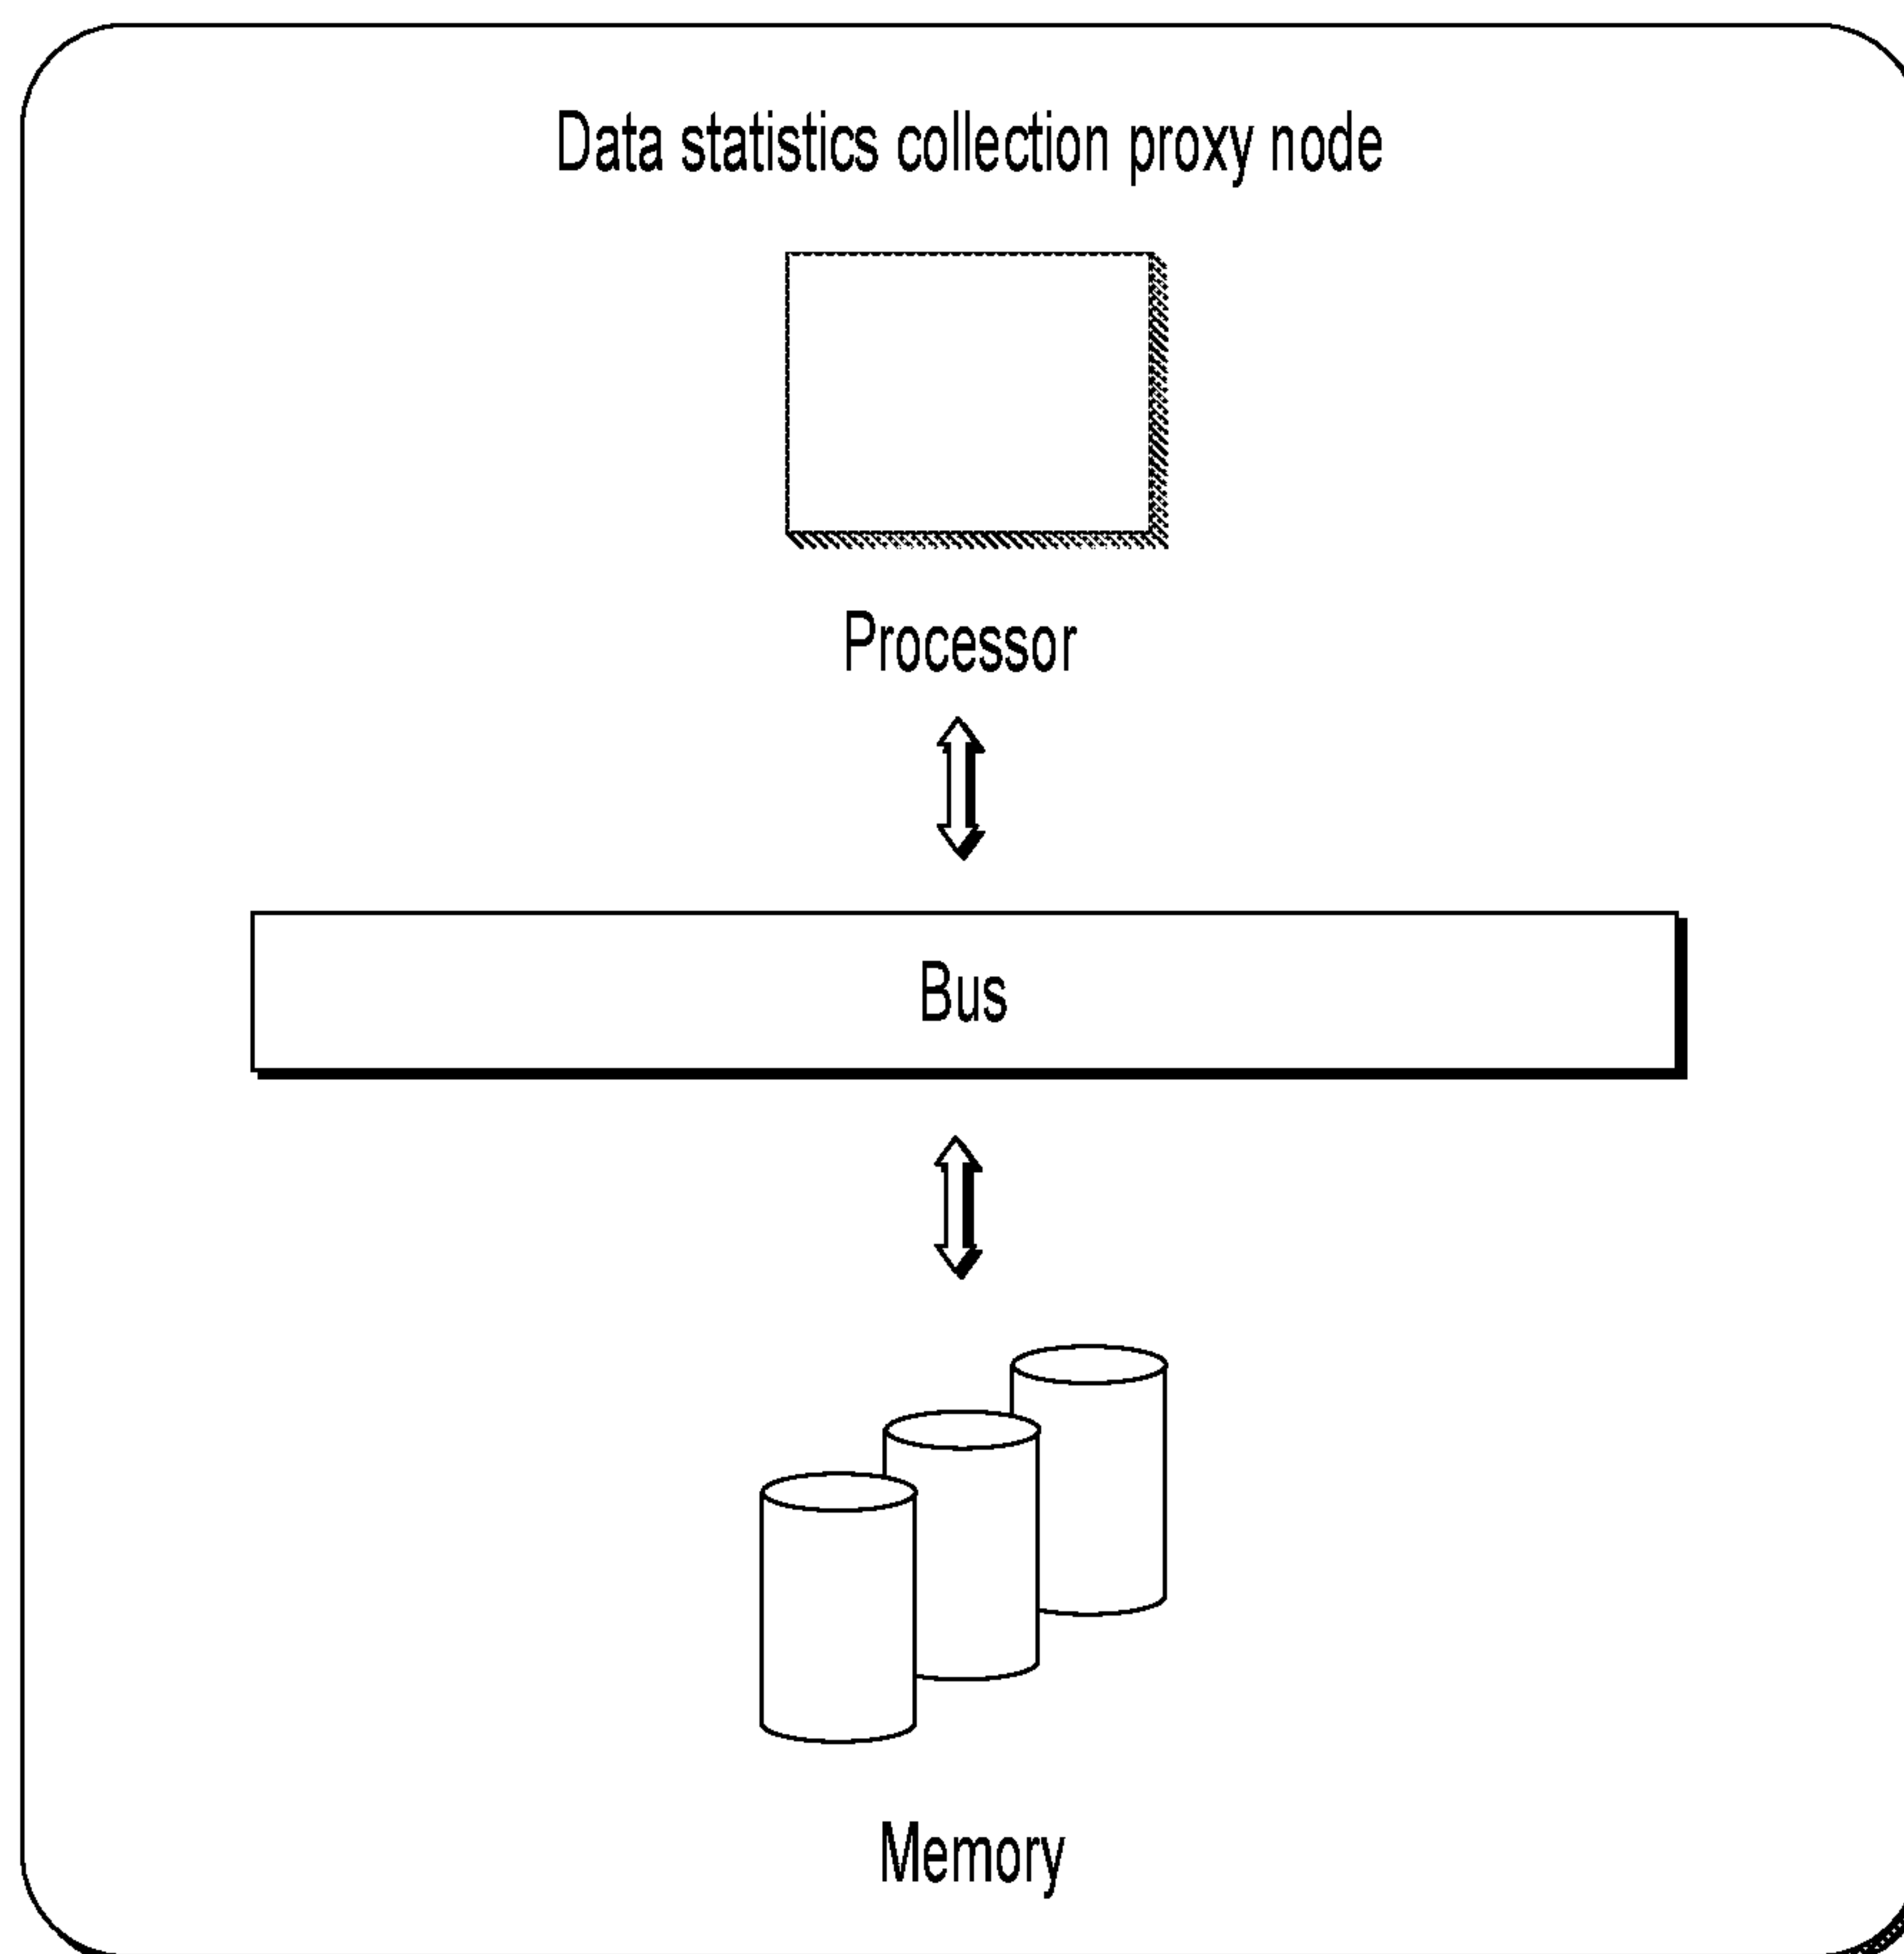 Data statistics collection proxy node
Processor
Bus
Memory